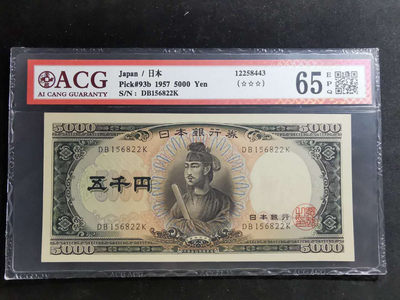 ACG
AI CANG GUARANTY
Japan / 日本
Pick#93b 1957 5000 Yen
S/N: DB156822K
12258443
(☆☆☆)
65 EPQ
5000
5000
日本銀行券
DB156822K
五千円
日本銀行
DB156822K
5000
5000